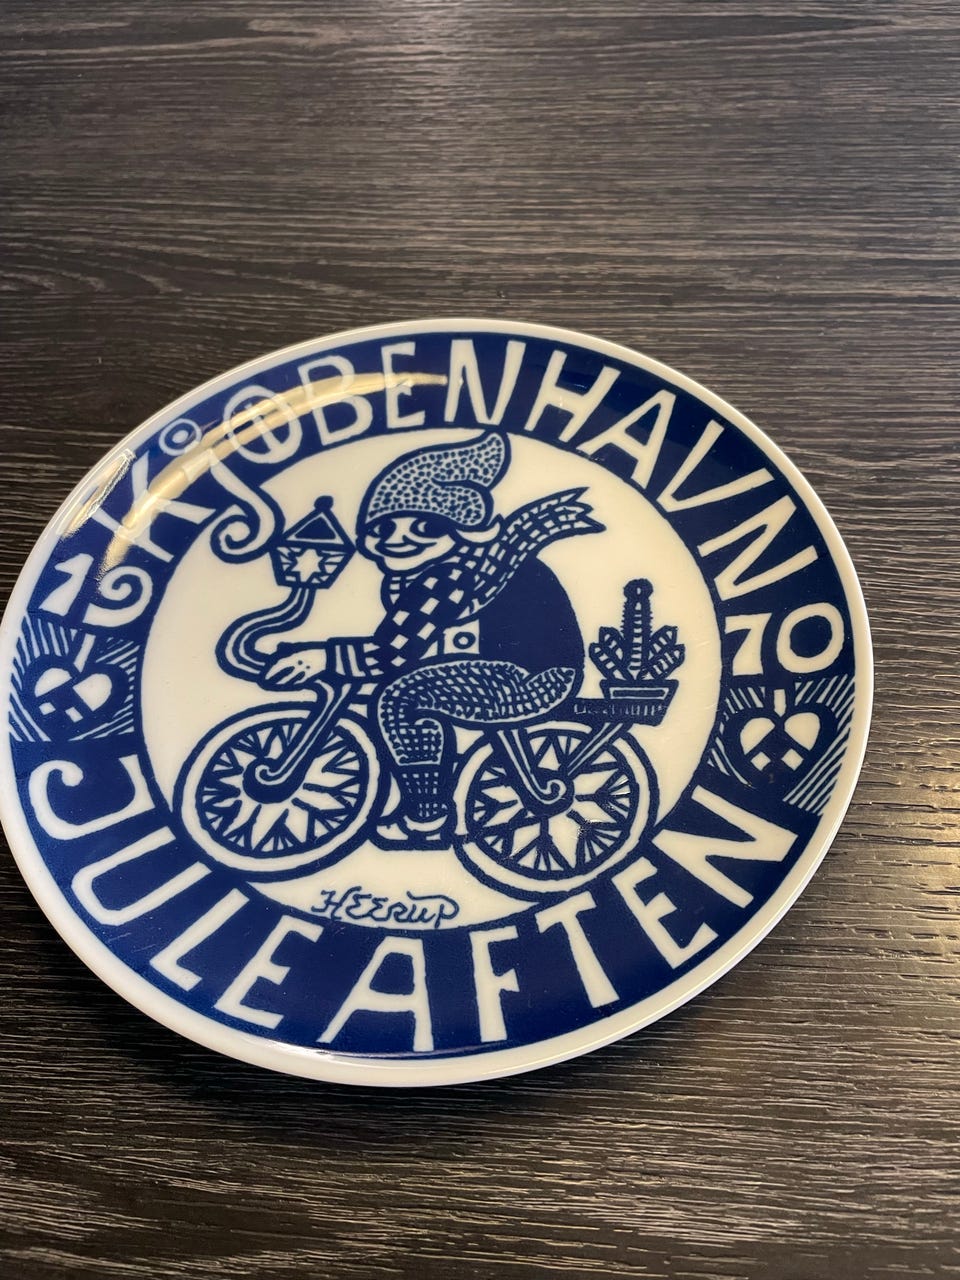 KØBENHAVN
19
70
HEERUP
JULEAFTEN